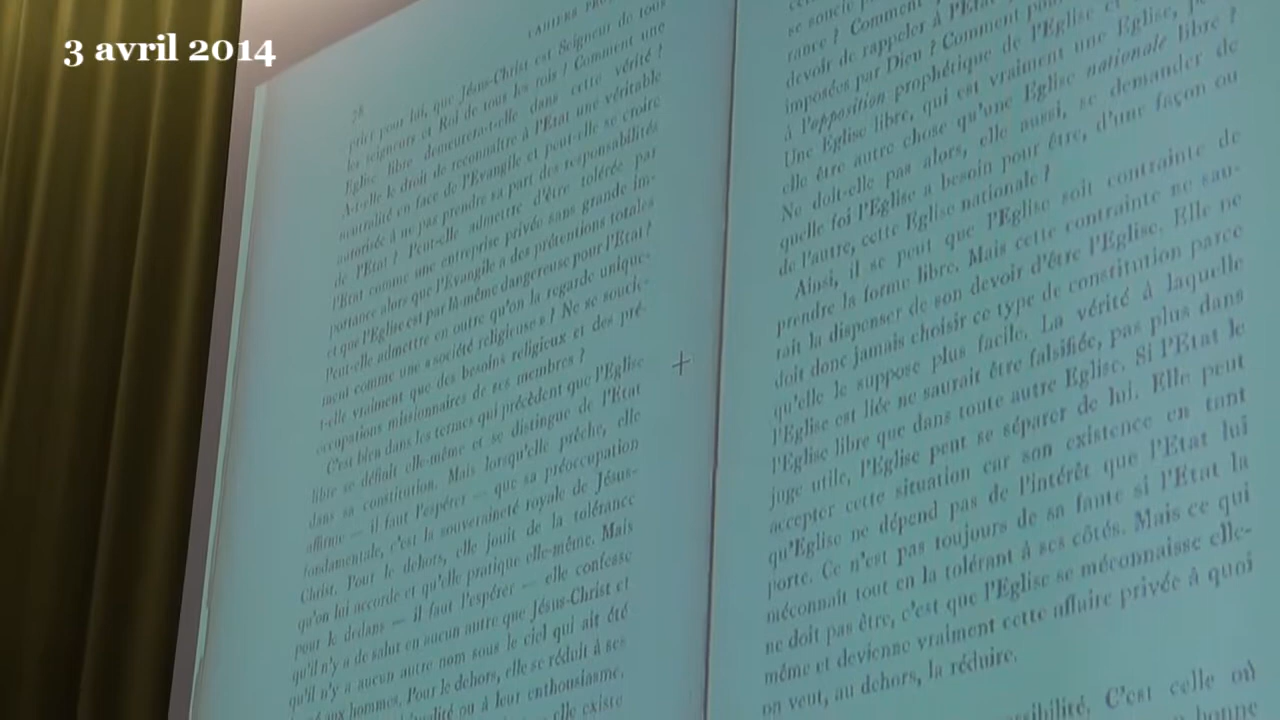 3 avril 2014
78
CAHIERS
prier pour lui, que Jésus-Christ est Seigneur de tous
les seigneurs et Roi de tous les rois ? Comment une
Eglise libre demeurera-t-elle dans cette vérité ?
A-t-elle le droit de reconnaître à l'Etat une véritable
neutralité en face de l'Evangile et peut-elle se croire
autorisée à ne pas prendre sa part des responsabilités
de l'Etat ? Peut-elle admettre d'être tolérée par
l'Etat comme une entreprise privée sans grande im-
portance alors que l'Evangile a des prétentions totales
et que l'Eglise est par là-même dangereuse pour l'Etat ?
Peut-elle admettre en outre qu'on la regarde unique-
ment comme une « société religieuse » ? Ne se soucie-
t-elle vraiment que des besoins religieux et des pré-
occupations missionnaires de ses membres ?
C'est bien dans les termes qui précèdent que l'Eglise
libre se définit elle-même et se distingue de l'Etat
dans sa constitution. Mais lorsqu'elle prêche, elle
affirme — il faut l'espérer — que sa préoccupation
fondamentale, c'est la souveraineté royale de Jésus-
Christ. Pour le dehors, elle jouit de la tolérance
qu'on lui accorde et qu'elle pratique elle-même. Mais
pour le dedans — il faut l'espérer — elle confesse
qu'il n'y a de salut en aucun autre que Jésus-Christ et
qu'il n'y a aucun autre nom sous le ciel qui ait été
aux hommes. Pour le dehors, elle se réduit à ses
ou à leur enthousiasme.
elle existe
se soucie
rance ? Comment
devoir de rappeler à l'Etat
imposées par Dieu ? Comment
à l'opposition prophétique de l'Eglise
Une Eglise libre, qui est vraiment une Eglise,
elle être autre chose qu'une Eglise nationale libre ?
Ne doit-elle pas alors, elle aussi, se demander de
quelle foi l'Eglise a besoin pour être, d'une façon ou
de l'autre, cette Eglise nationale ?
Ainsi, il se peut que l'Eglise soit contrainte de
prendre la forme libre. Mais cette contrainte ne sau-
rait la dispenser de son devoir d'être l'Eglise. Elle ne
doit donc jamais choisir ce type de constitution parce
qu'elle le suppose plus facile. La vérité à laquelle
l'Eglise est liée ne saurait être falsifiée, pas plus dans
l'Eglise libre que dans toute autre Eglise. Si l'Etat le
juge utile, l'Eglise peut se séparer de lui. Elle peut
accepter cette situation car son existence en tant
qu'Eglise ne dépend pas de l'intérêt que l'Etat lui
porte. Ce n'est pas toujours de sa faute si l'Etat la
méconnaît tout en la tolérant à ses côtés. Mais ce qui
ne doit pas être, c'est que l'Eglise se méconnaisse elle-
même et devienne vraiment cette affaire privée à quoi
on veut, au dehors, la réduire.
C'est celle où
bonne